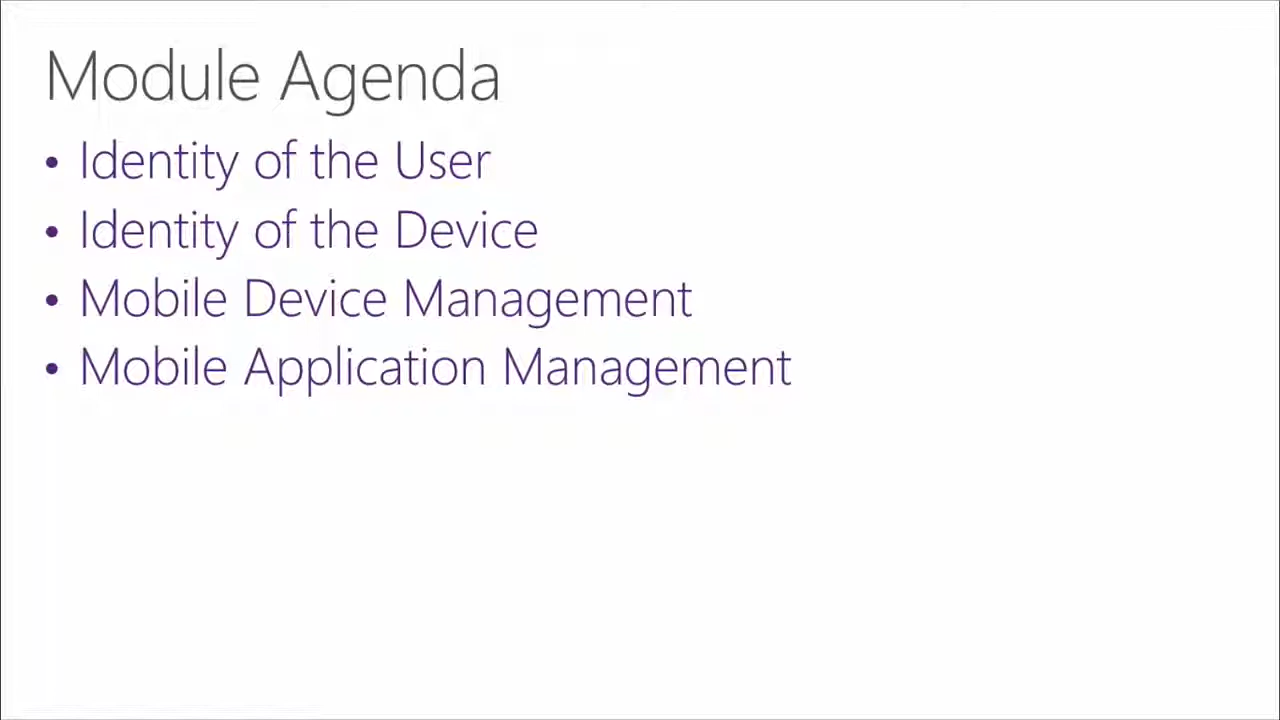 Module Agenda
• Identity of the User
• Identity of the Device
• Mobile Device Management
• Mobile Application Management